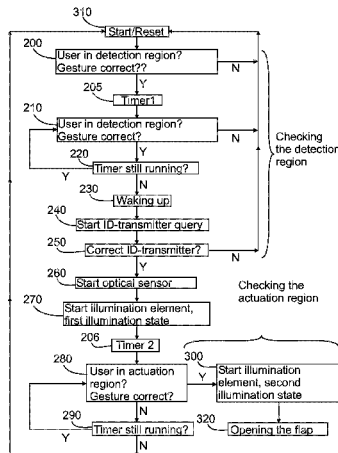 310
Start/Reset
200
User in detection region?
Gesture correct??
N
Y
205
Timer1
210
User in detection region?
Gesture correct?
N
Y
Checking
the detection
region
220
Timer still running?
Y
N
230
Waking up
240
Start ID-transmitter query
250
Correct ID-transmitter?
N
Y
260
Start optical sensor
Checking the
actuation region
270
Start illumination element,
first illumination state
206
Timer 2
280
User in actuation
region?
Gesture correct?
Y
300
Start illumination
element, second
illumination state
N
290
Timer still running?
Y
N
320
Opening the flap